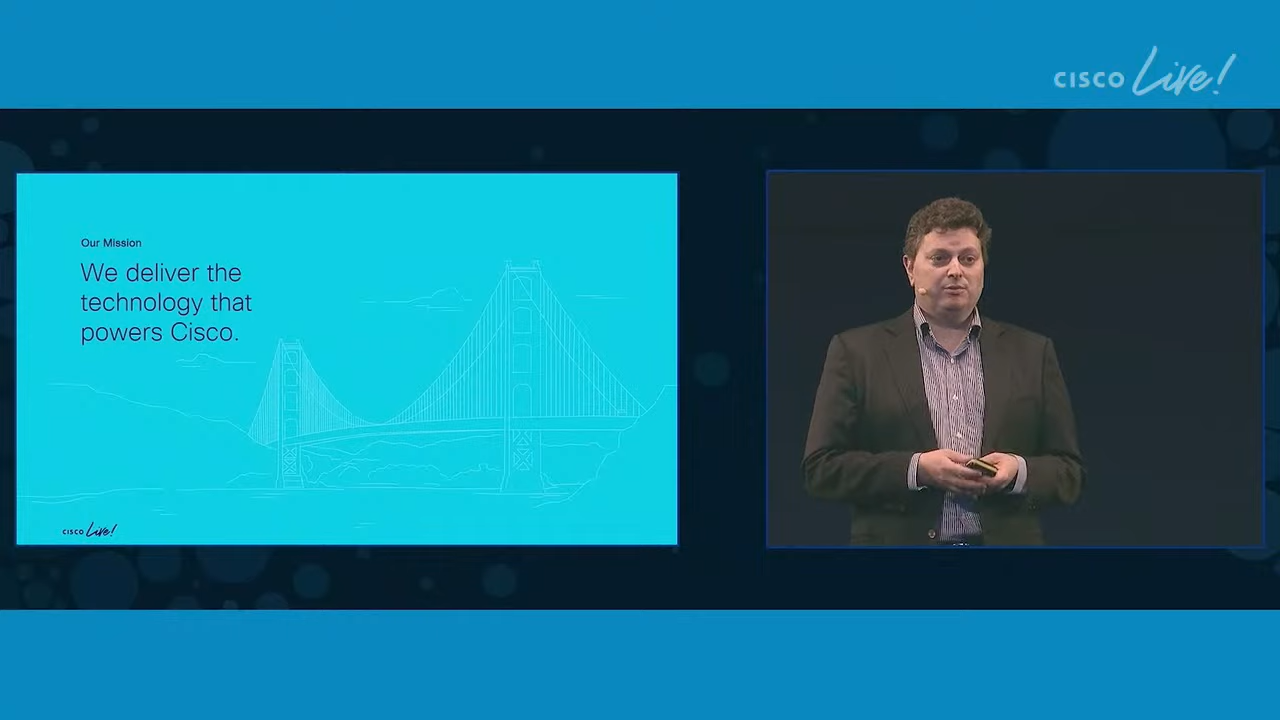 CISCO Live!
Our Mission
We deliver the
technology that
powers Cisco.
CISCO Live!